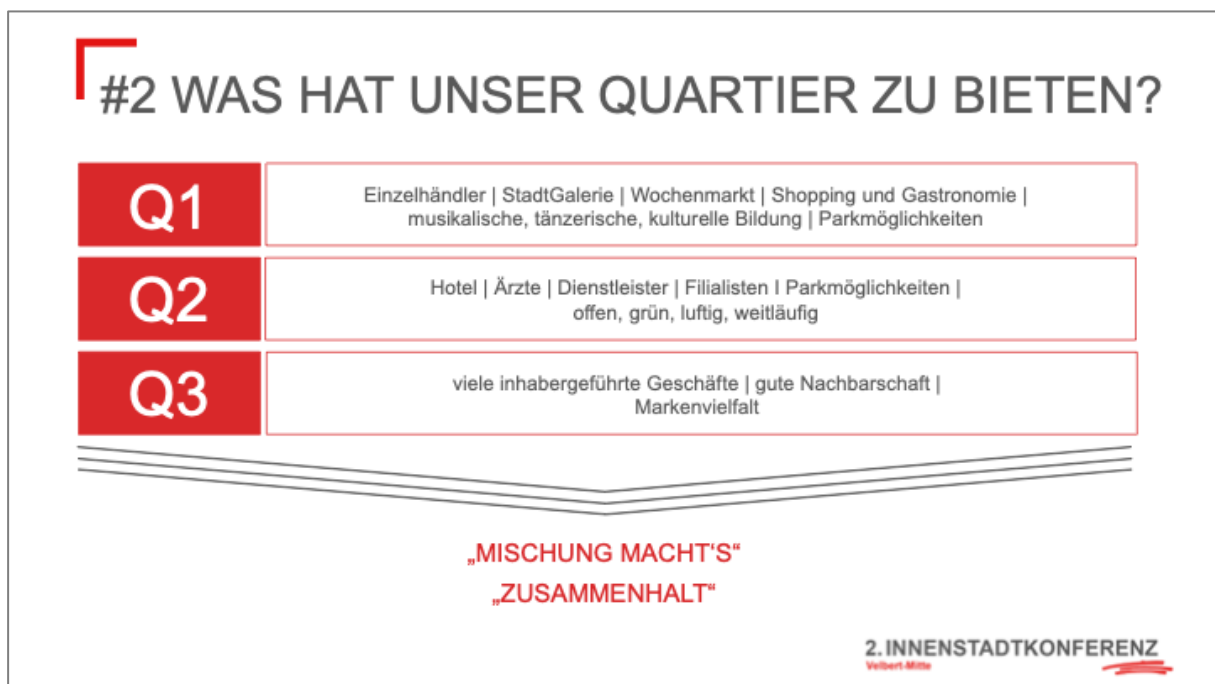 #2 WAS HAT UNSER QUARTIER ZU BIETEN?
Q1
Einzelhändler | StadtGalerie | Wochenmarkt | Shopping und Gastronomie |
musikalische, tänzerische, kulturelle Bildung | Parkmöglichkeiten
Q2
Hotel | Ärzte | Dienstleister | Filialisten I Parkmöglichkeiten |
offen, grün, luftig, weitläufig
Q3
viele inhabergeführte Geschäfte | gute Nachbarschaft |
Markenvielfalt
„MISCHUNG MACHT‘S“
„ZUSAMMENHALT“
2. INNENSTADTKONFERENZ
Velbert-Mitte